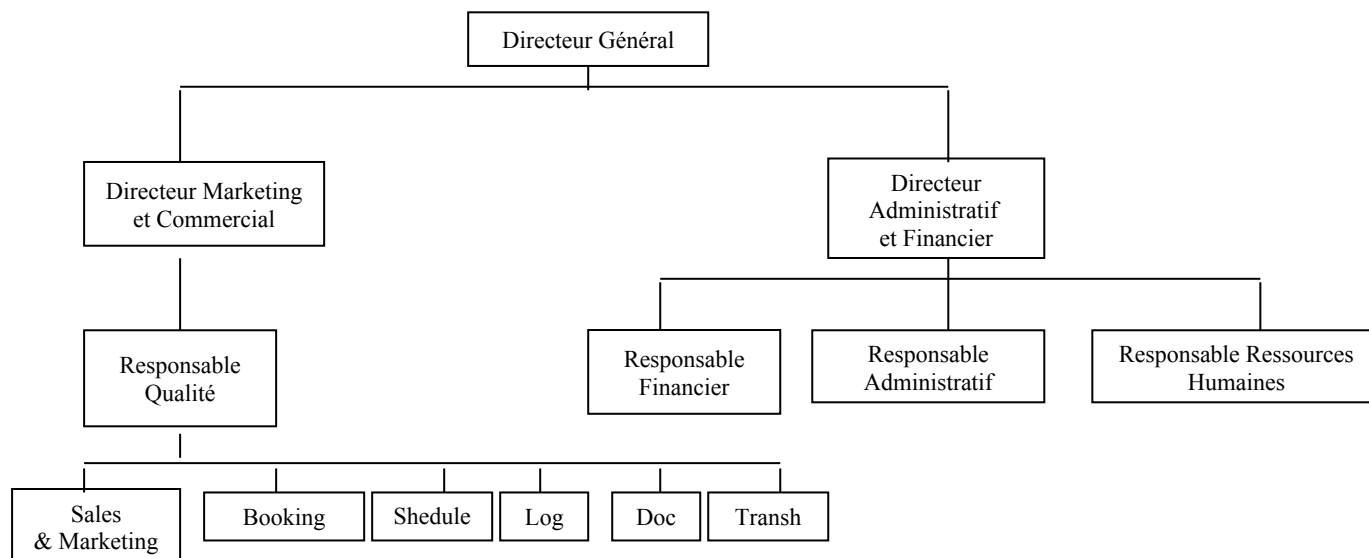 Directeur Général
Directeur Marketing
et Commercial
Directeur
Administratif
et Financier
Responsable
Qualité
Responsable
Financier
Responsable
Administratif
Responsable Ressources
Humaines
Sales
& Marketing
Booking
Shedule
Log
Doc
Transh